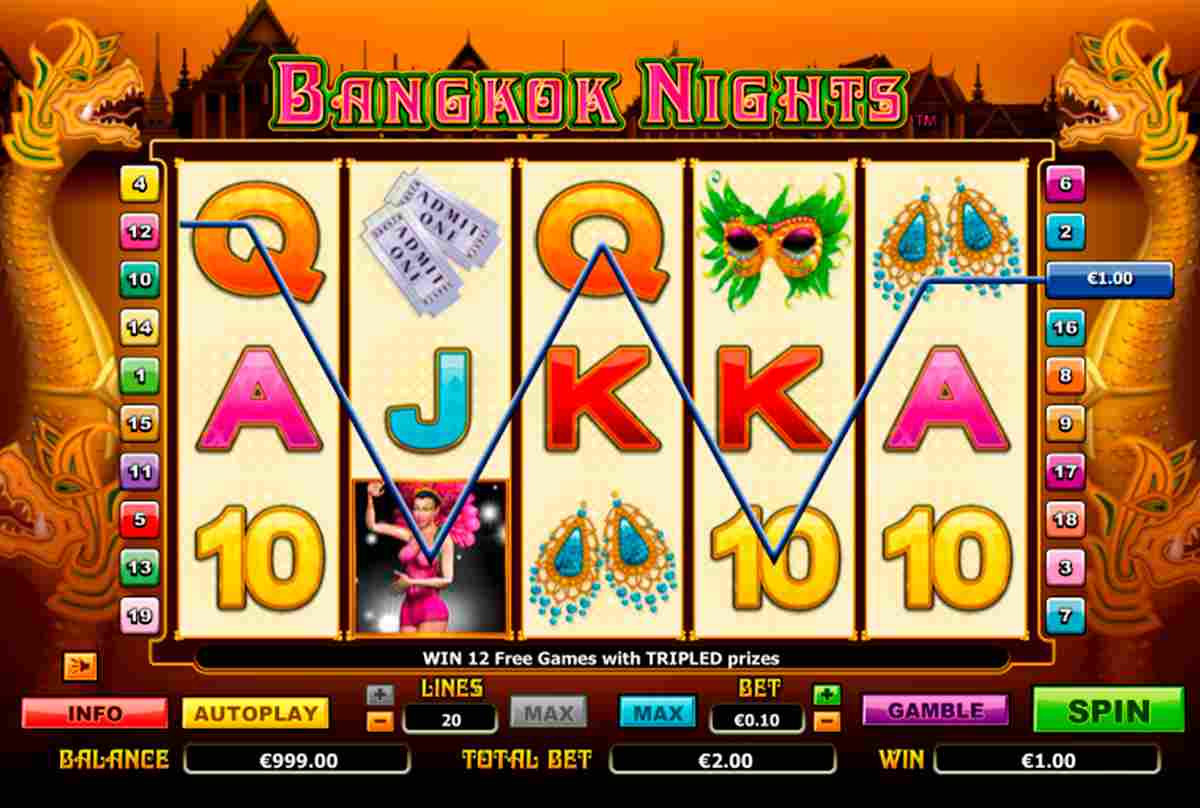 BANGKOK NIGHTS™
4
12
10
14
1
15
11
5
13
19
Q
ADMIT ONE
ADMIT ONE
Q
A
J
K
K
A
10
10
10
6
2
€1.00
16
8
9
17
18
3
7
WIN 12 Free Games with TRIPLED prizes
INFO
AUTOPLAY
+
-
LINES
20
MAX
MAX
BET
€0.10
+
-
GAMBLE
SPIN
BALANCE
€999.00
TOTAL BET
€2.00
WIN
€1.00